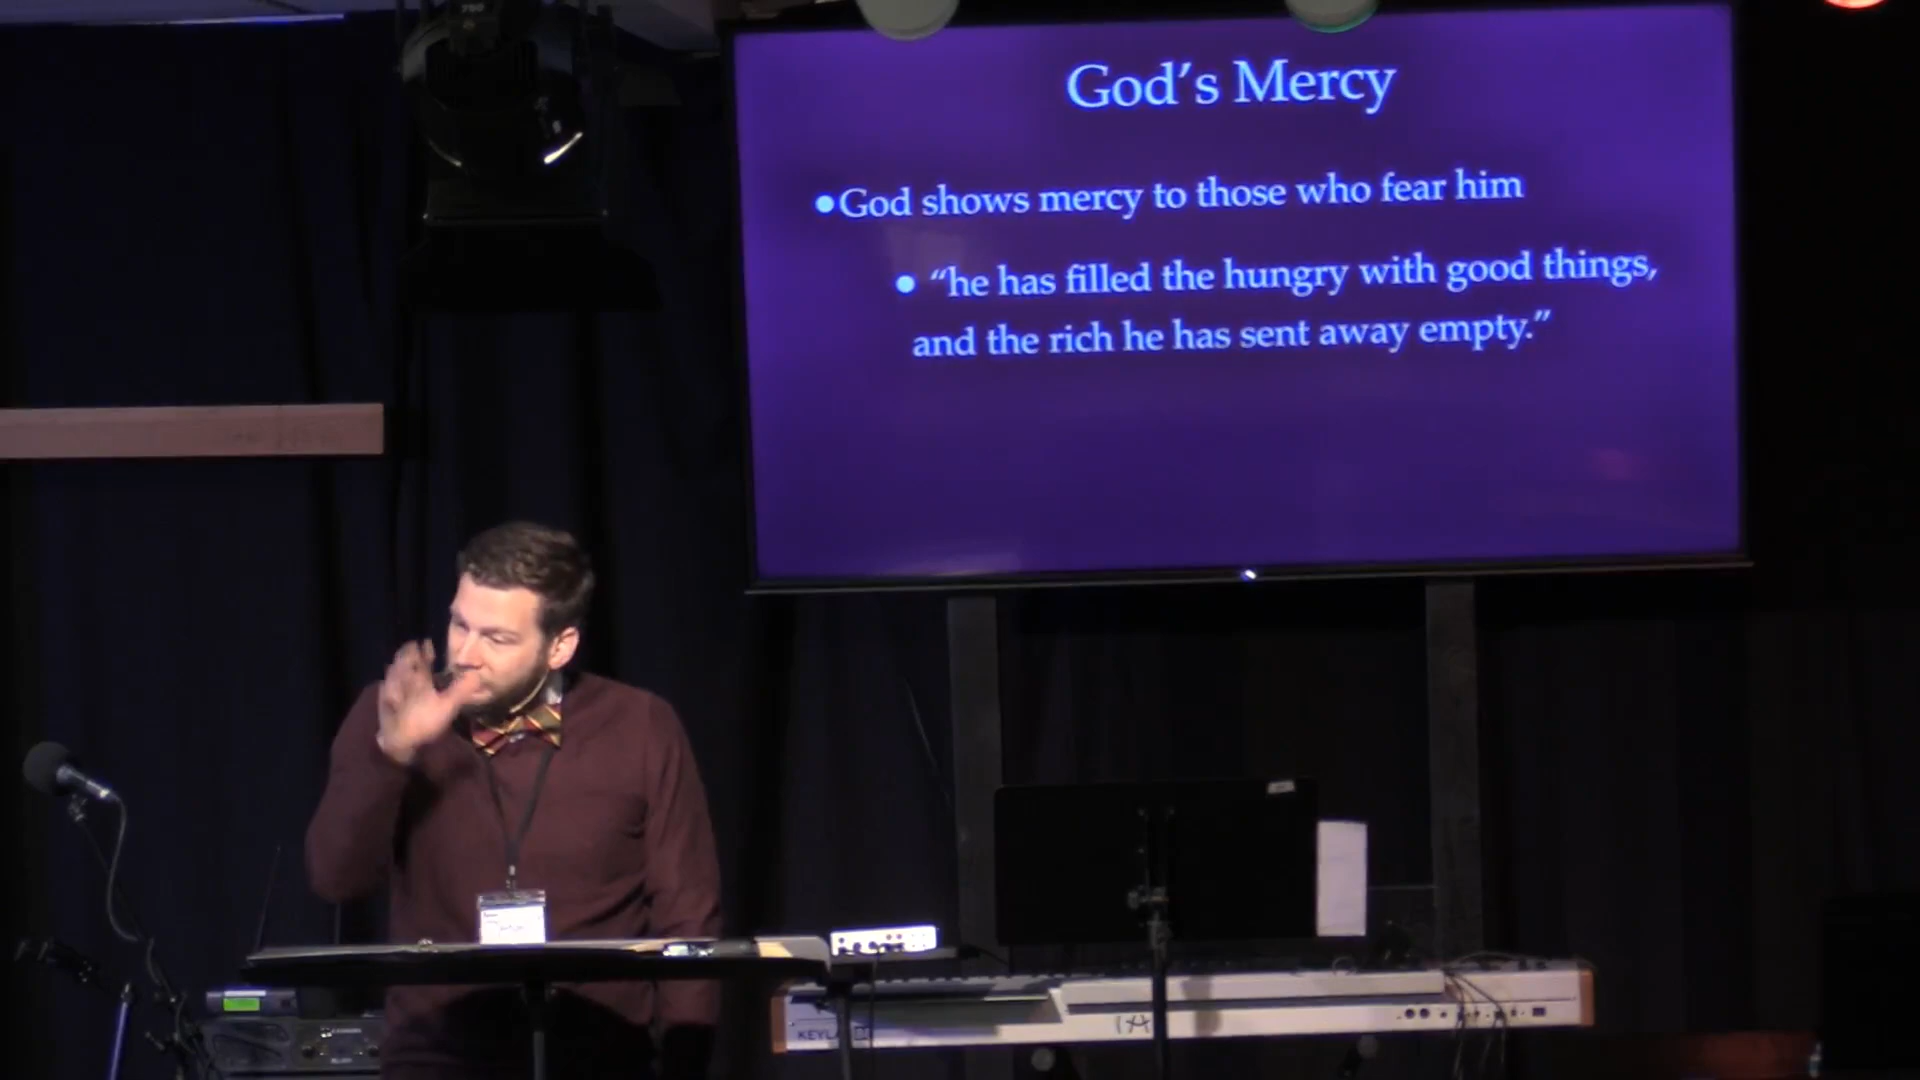 God's Mercy
•God shows mercy to those who fear him
• “he has filled the hungry with good things,
and the rich he has sent away empty.”